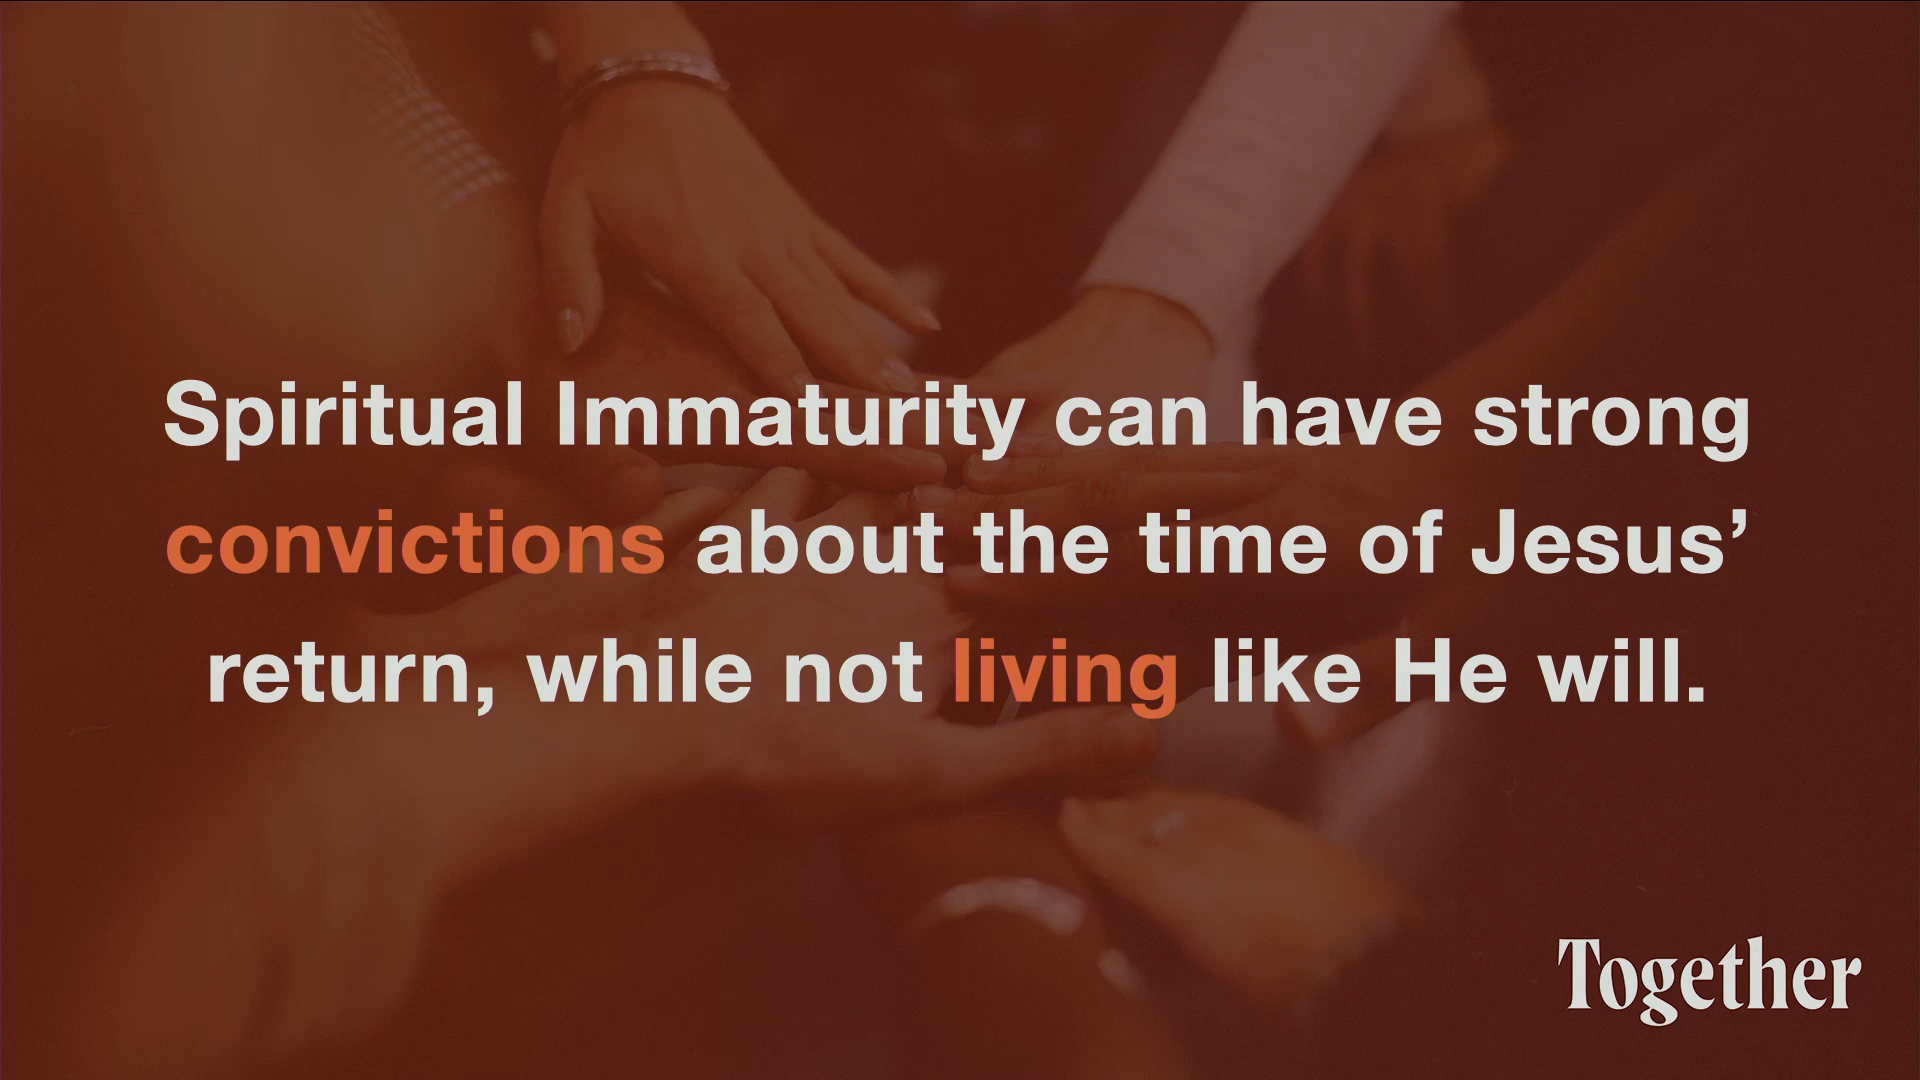 Spiritual Immaturity can have strong
convictions about the time of Jesus’
return, while not living like He will.
Together